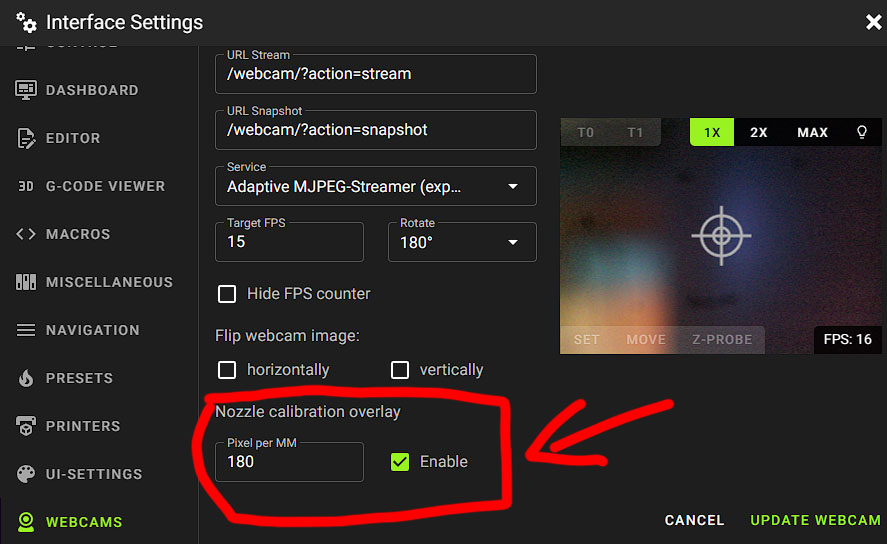 Interface Settings
DASHBOARD
EDITOR
3D G-CODE VIEWER
MACROS
MISCELLANEOUS
NAVIGATION
PRESETS
PRINTERS
UI-SETTINGS
WEBCAMS
URL Stream
/webcam/?action=stream
URL Snapshot
/webcam/?action=snapshot
Service
Adaptive MJPEG-Streamer (exp...
Target FPS
15
Rotate
180°
Hide FPS counter
Flip webcam image:
horizontally
vertically
Nozzle calibration overlay
Pixel per MM
180
Enable
T0 T1 1X 2X MAX
SET MOVE Z-PROBE FPS: 16
CANCEL UPDATE WEBCAM